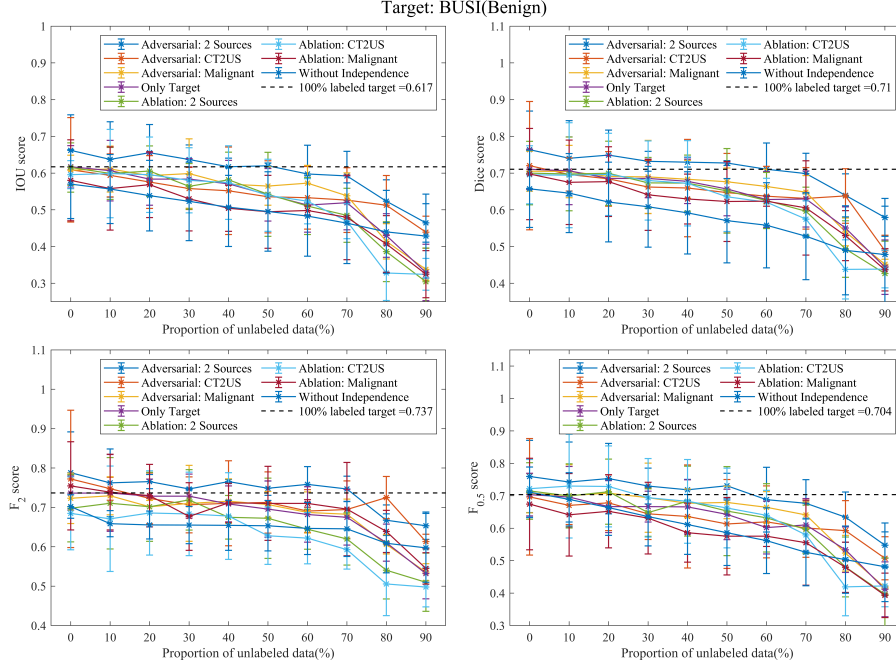 Target: BUSI(Benign)
1
0.9
0.8
0.7
0.6
0.5
0.4
0.3
IOU score
Adversarial: 2 Sources
Adversarial: CT2US
Adversarial: Malignant
Only Target
Ablation: 2 Sources
Ablation: CT2US
Ablation: Malignant
Without Independence
100% labeled target =0.617
0 10 20 30 40 50 60 70 80 90
Proportion of unlabeled data(%)
1
0.9
0.8
0.7
0.6
0.5
0.4
Dice score
Adversarial: 2 Sources
Adversarial: CT2US
Adversarial: Malignant
Only Target
Ablation: 2 Sources
Ablation: CT2US
Ablation: Malignant
Without Independence
100% labeled target =0.71
0 10 20 30 40 50 60 70 80 90
Proportion of unlabeled data(%)
1.1
1
0.9
0.8
0.7
0.6
0.5
0.4
F2 score
Adversarial: 2 Sources
Adversarial: CT2US
Adversarial: Malignant
Only Target
Ablation: 2 Sources
Ablation: CT2US
Ablation: Malignant
Without Independence
100% labeled target =0.737
0 10 20 30 40 50 60 70 80 90
Proportion of unlabeled data(%)
1.1
1
0.9
0.8
0.7
0.6
0.5
0.4
0.3
F0.5 score
Adversarial: 2 Sources
Adversarial: CT2US
Adversarial: Malignant
Only Target
Ablation: 2 Sources
Ablation: CT2US
Ablation: Malignant
Without Independence
100% labeled target =0.704
0 10 20 30 40 50 60 70 80 90
Proportion of unlabeled data(%)